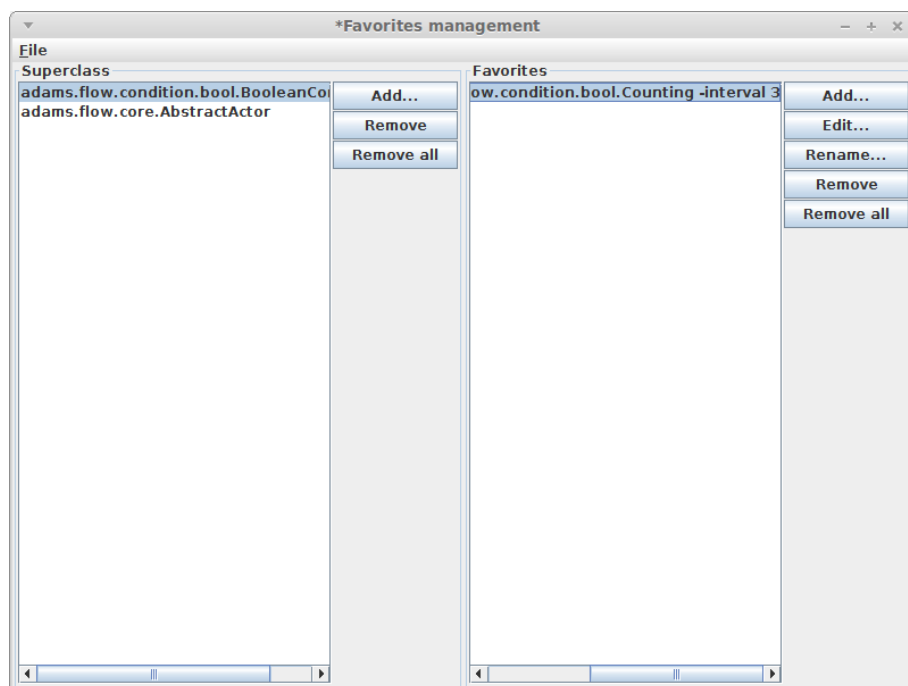 *Favorites management
File
Superclass
adams.flow.condition.bool.BooleanCo
adams.flow.core.AbstractActor
Add...
Remove
Remove all
Favorites
ow.condition.bool.Counting -interval 3
Add...
Edit...
Rename...
Remove
Remove all